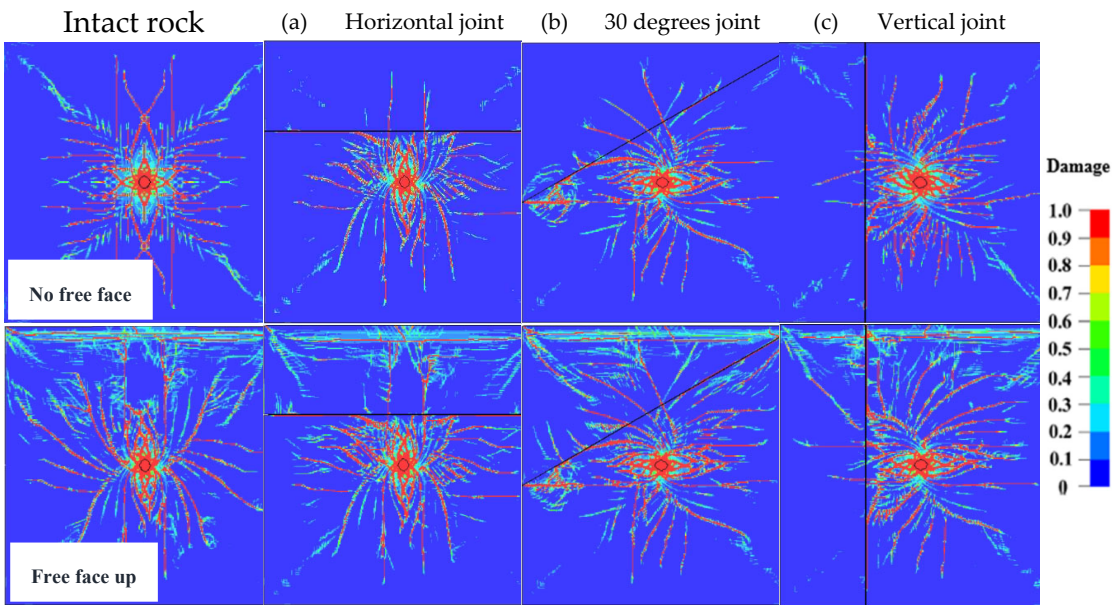 Intact rock
(a) Horizontal joint
(b) 30 degrees joint
(c) Vertical joint
No free face
Damage
1.0
0.9
0.8
0.7
0.6
0.5
0.4
0.3
0.2
0.1
0
Free face up